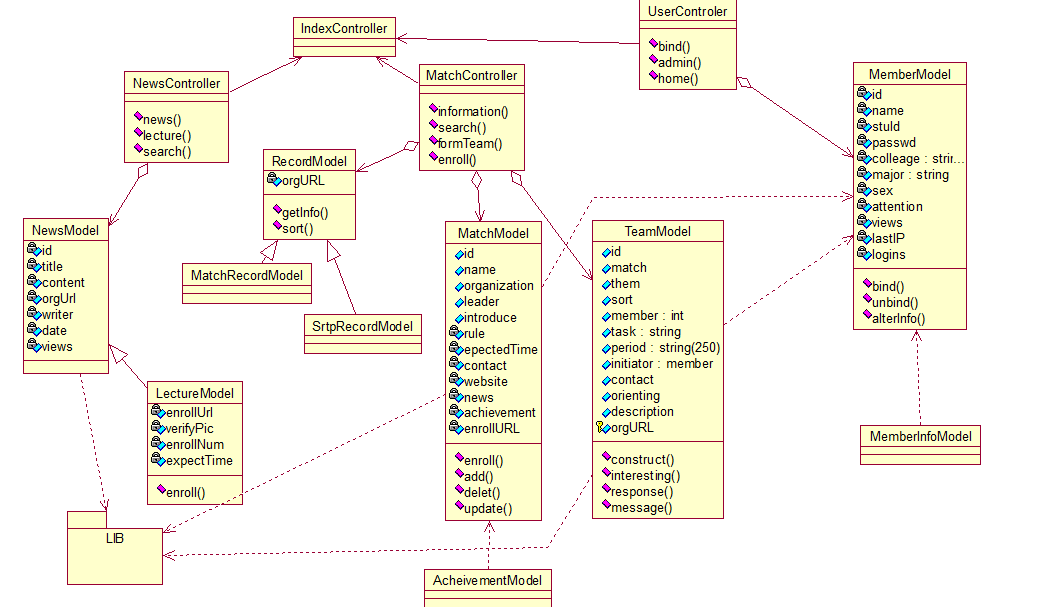 IndexController
UserControler
bind()
admin()
home()
NewsController
news()
lecture()
search()
MatchController
information()
search()
formTeam()
enroll()
MemberModel
id
name
stuId
passwd
colleage : strin...
major : string
sex
attention
views
lastIP
logins
bind()
unbind()
alterInfo()
RecordModel
orgURL
getInfo()
sort()
MatchRecordModel
SrtpRecordModel
NewsModel
id
title
content
orgUrl
writer
date
views
LectureModel
enrollUrl
verifyPic
enrollNum
expectTime
enroll()
MatchModel
id
name
organization
leader
introduce
rule
epectedTime
contact
website
news
achievement
enrollURL
enroll()
add()
delet()
update()
TeamModel
id
match
them
sort
member : int
task : string
period : string(250)
initiator : member
contact
orienting
description
orgURL
construct()
interesting()
response()
message()
MemberInfoModel
LIB
AcheivementModel